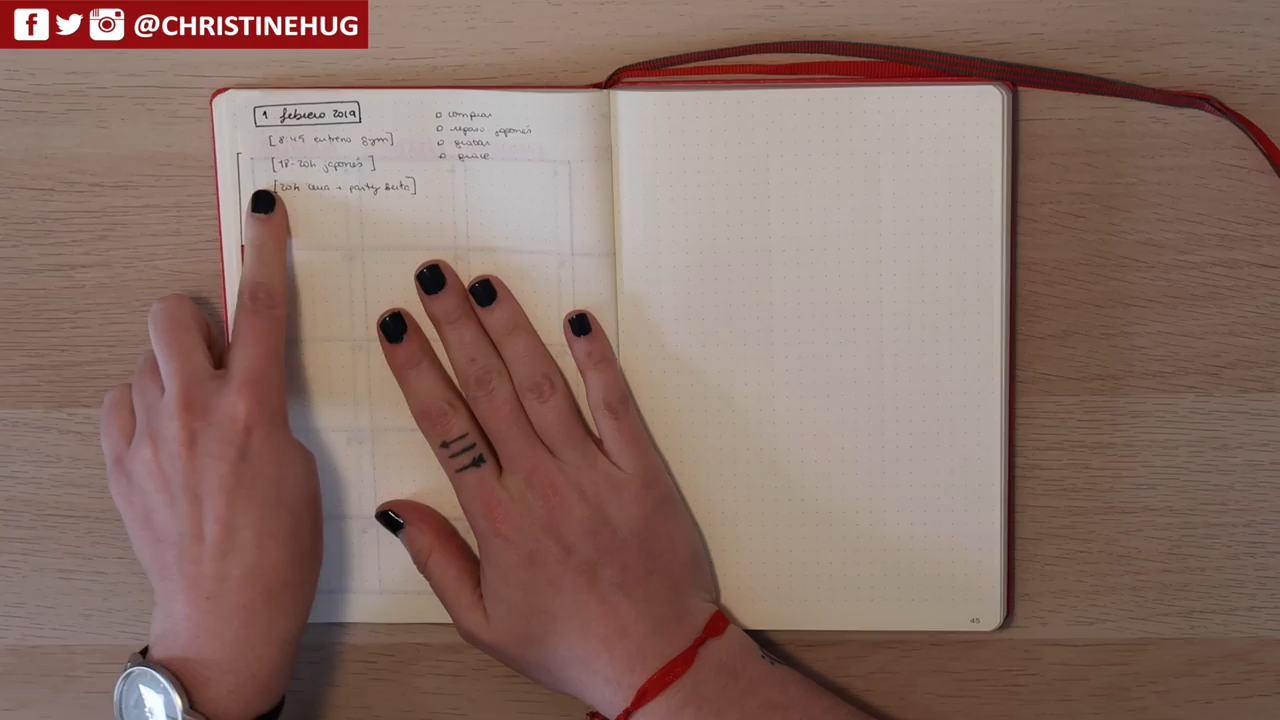 @CHRISTINEHUG
1 febrero 2019
[8:45 entreno gym]
[18-20h japonés]
[20h cena + party Berta]
comprar
repaso japonés
grabar
45